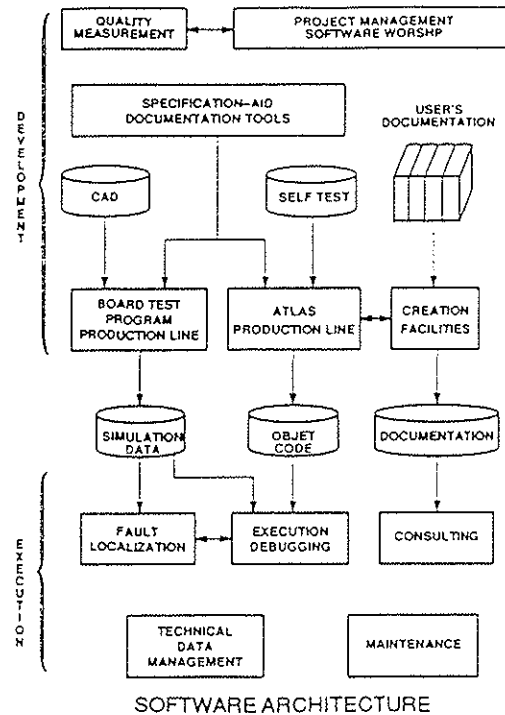 QUALITY
MEASUREMENT
PROJECT MANAGEMENT
SOFTWARE WORSHP
SPECIFICATION-AID
DOCUMENTATION TOOLS
USER'S
DOCUMENTATION
DEVELOPMENT
CAD
SELF TEST
BOARD TEST
PROGRAM
PRODUCTION LINE
ATLAS
PRODUCTION LINE
CREATION
FACILITIES
SIMULATION
DATA
OBJET
CODE
DOCUMENTATION
EXECUTION
FAULT
LOCALIZATION
EXECUTION
DEBUGGING
CONSULTING
TECHNICAL
DATA
MANAGEMENT
MAINTENANCE
SOFTWARE ARCHITECTURE